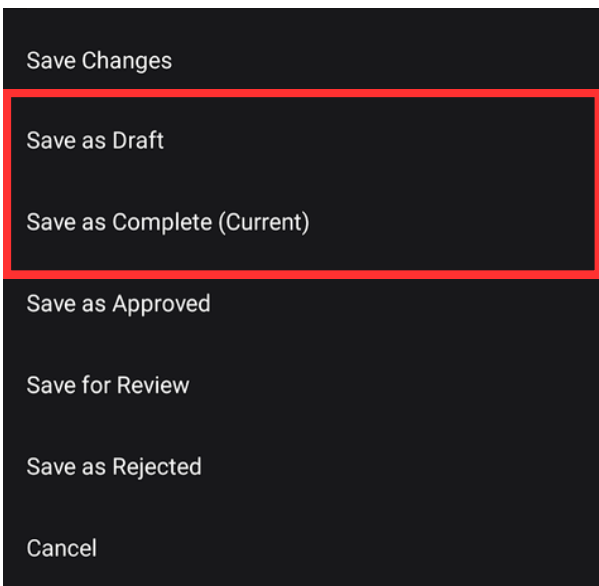 Save Changes
Save as Draft
Save as Complete (Current)
Save as Approved
Save for Review
Save as Rejected
Cancel